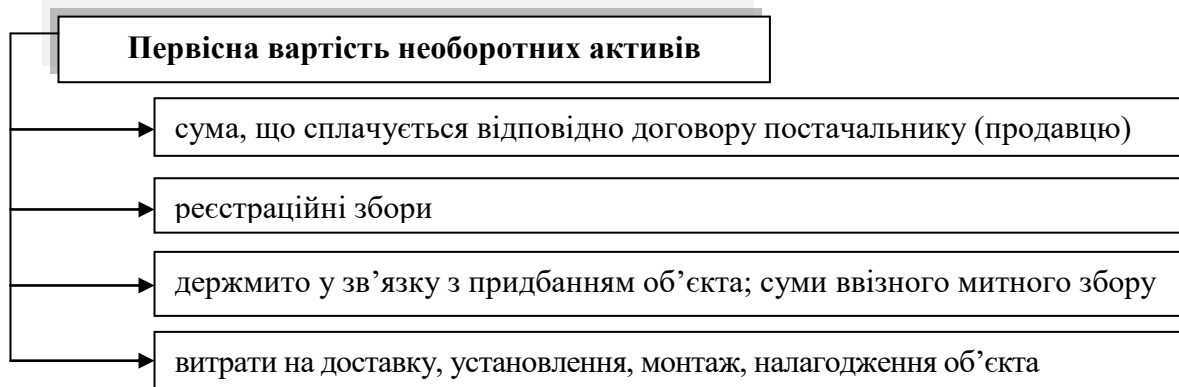 Первісна вартість необоротних активів
сума, що сплачується відповідно договору постачальнику (продавцю)
реєстраційні збори
держмито у зв’язку з придбанням об’єкта; суми ввізного митного збору
витрати на доставку, установлення, монтаж, налагодження об’єкта